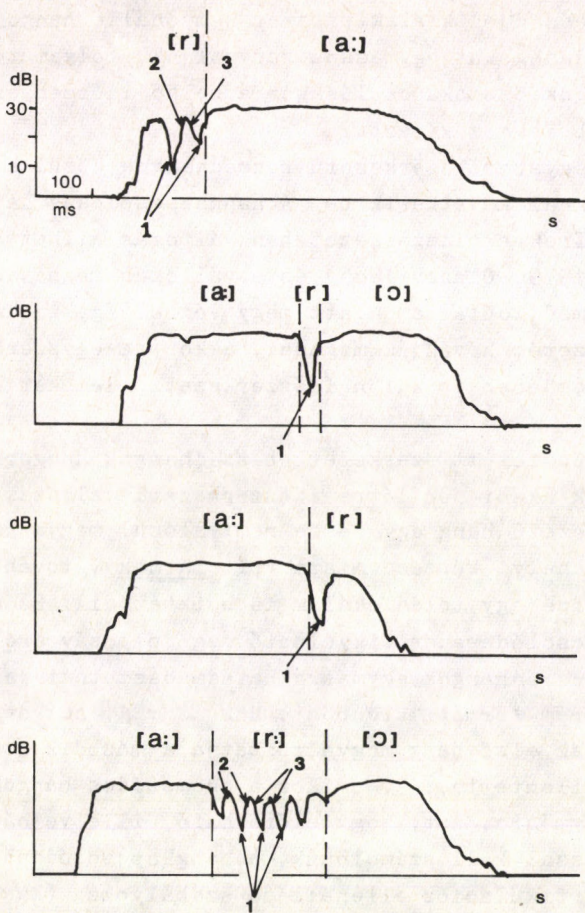 [r] [a:]
2 3
dB
30
10
100
ms
1
s
[a:] [r] [ɔ]
dB
1
s
[a:] [r]
dB
1
s
[a:] [r:] [ɔ]
dB
2 3
1
s